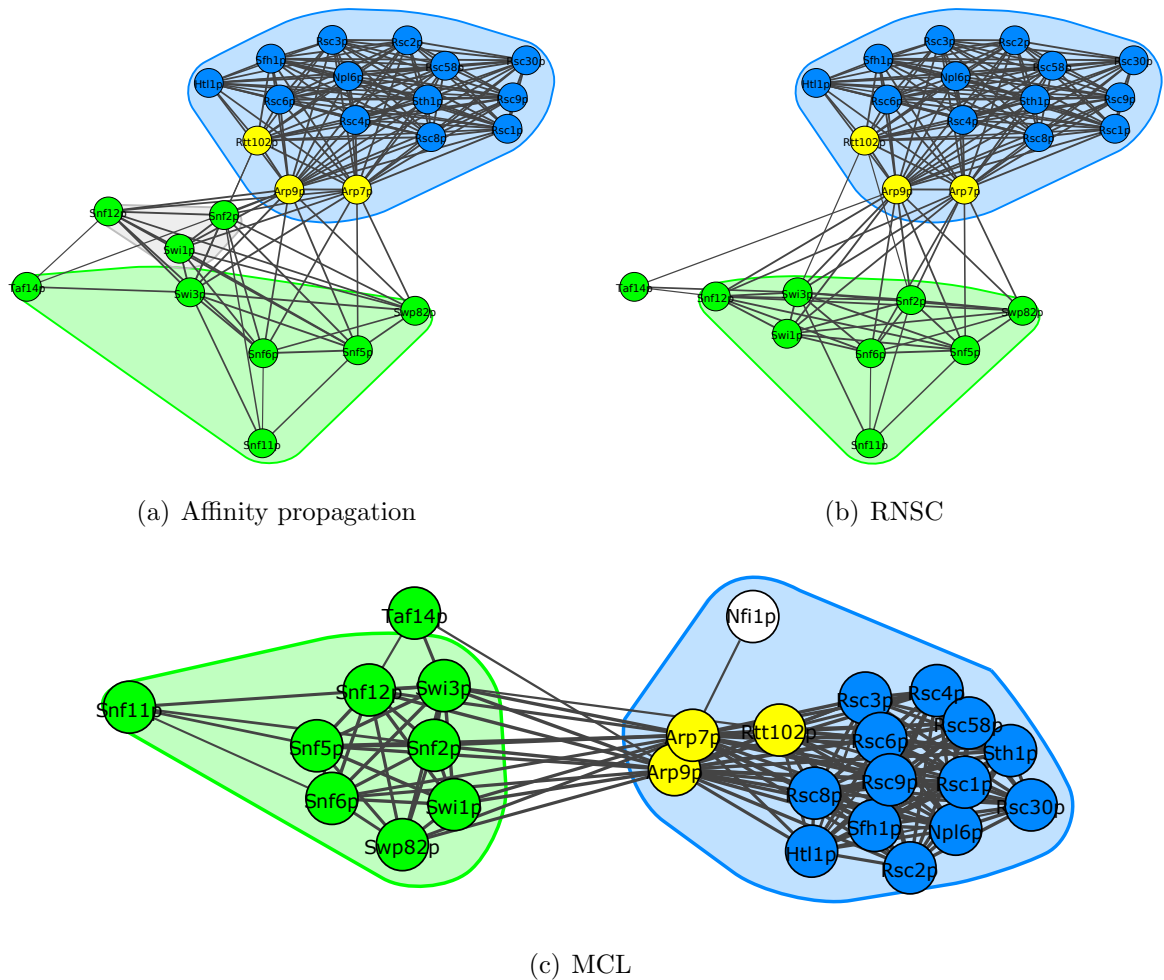 Rsc3p
Rsc2p
Sfh1p
Rsc58p
Rsc30p
Htl1p
Npl6p
Rsc6p
Sth1p
Rsc9p
Rsc4p
Rsc8p
Rsc1p
Rtt102p
Arp9p
Arp7p
Snf12p
Snf2p
Swi1p
Taf14p
Swi3p
Swp82p
Snf6p
Snf5p
Snf11p
(a) Affinity propagation
Rsc3p
Rsc2p
Sfh1p
Rsc58p
Rsc30p
Htl1p
Npl6p
Rsc6p
Sth1p
Rsc9p
Rsc4p
Rsc8p
Rsc1p
Rtt102p
Arp9p
Arp7p
Taf14p
Snf12p
Swi3p
Snf2p
Swp82p
Swi1p
Snf6p
Snf5p
Snf11p
(b) RNSC
Taf14p
Nfi1p
Snf11p
Snf12p
Swi3p
Snf5p
Snf2p
Snf6p
Swi1p
Swp82p
Arp7p
Arp9p
Rtt102p
Rsc3p
Rsc4p
Rsc58p
Rsc6p
Sth1p
Rsc8p
Rsc9p
Rsc1p
Rsc30p
Sfh1p
Npl6p
Htl1p
Rsc2p
(c) MCL